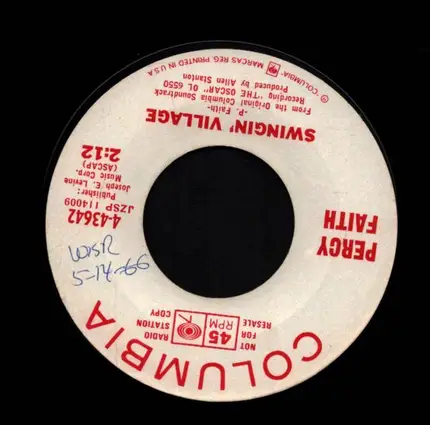 COLUMBIA
NOT
FOR
RESALE
45
RPM
RADIO
STATION
COPY
WISR
5-14-66
PERCY
FAITH
4-43642
JZSP 114009
Publisher:
Joseph E. Levine
Music Corp.
(ASCAP)
2:12
SWINGIN' VILLAGE
-P. Faith-
From the Original Columbia Soundtrack
Recording "THE OSCAR" OL 6550
Produced by Allen Stanton
Ⓟ "COLUMBIA" MARCAS REG. PRINTED IN U.S.A.